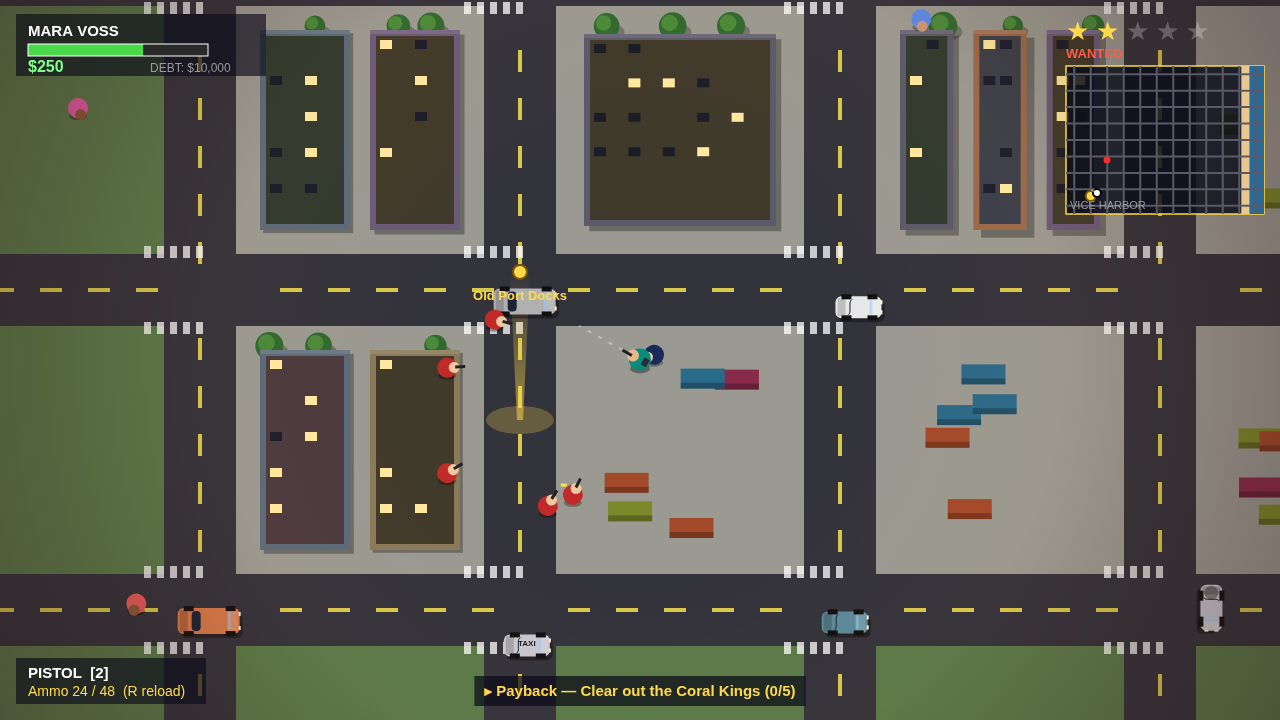 MARA VOSS
$250
DEBT: $10,000
★★★★★
WANTED
VICE HARBOR
Old Port Docks
TAXI
PISTOL [2]
Ammo 24 / 48 (R reload)
▸ Payback — Clear out the Coral Kings (0/5)